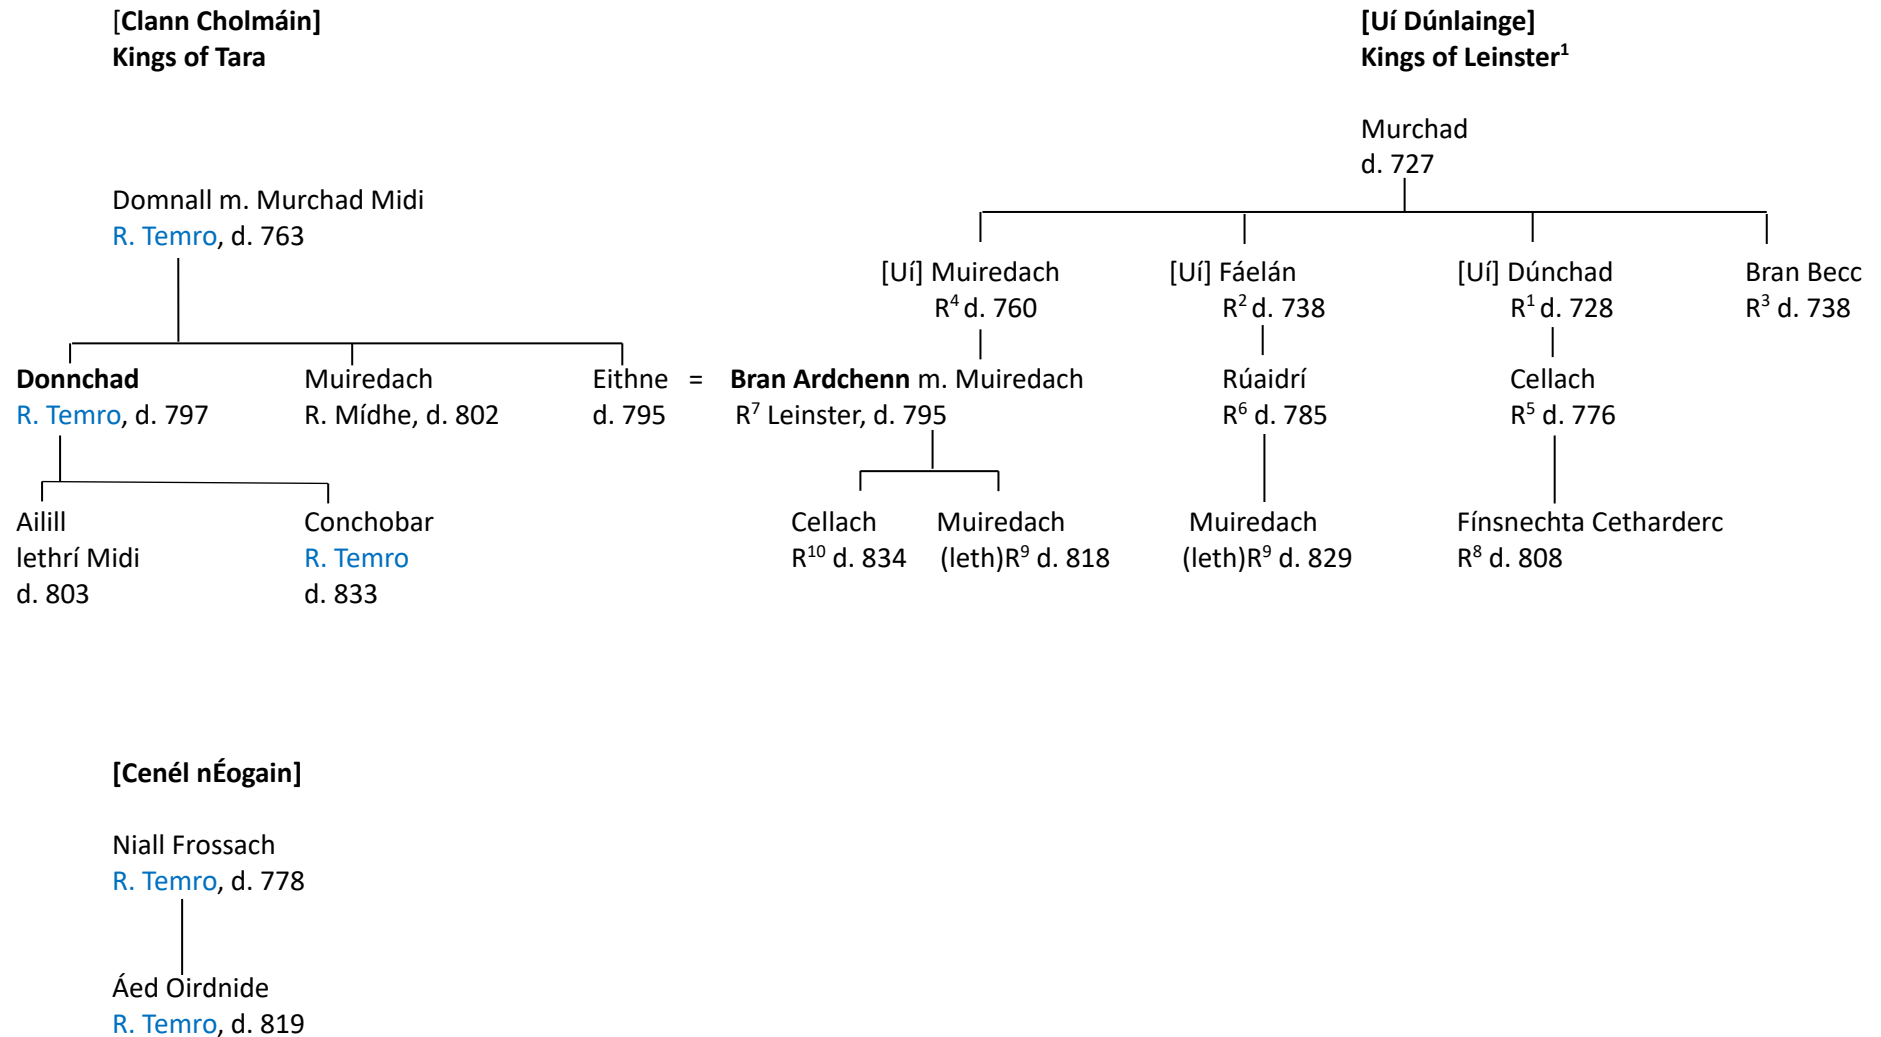 [Clann Cholmáin]
Kings of Tara
[Uí Dúnlainge]
Kings of Leinster¹
Murchad
d. 727
Domnall m. Murchad Midi
R. Temro, d. 763
[Uí] Muiredach
R⁴ d. 760
[Uí] Fáelán
R² d. 738
[Uí] Dúnchad
R¹ d. 728
Bran Becc
R³ d. 738
Donnchad
R. Temro, d. 797
Muiredach
R. Mídhe, d. 802
Eithne = Bran Ardchenn m. Muiredach
d. 795
R⁷ Leinster, d. 795
Rúaidrí
R⁶ d. 785
Cellach
R⁵ d. 776
Ailill
lethrí Midi
d. 803
Conchobar
R. Temro
d. 833
Cellach
R¹⁰ d. 834
Muiredach
(leth)R⁹ d. 818
Muiredach
(leth)R⁹ d. 829
Fínsnechta Cetharderc
R⁸ d. 808
[Cenél nÉogain]
Niall Frossach
R. Temro, d. 778
Áed Oirdnide
R. Temro, d. 819